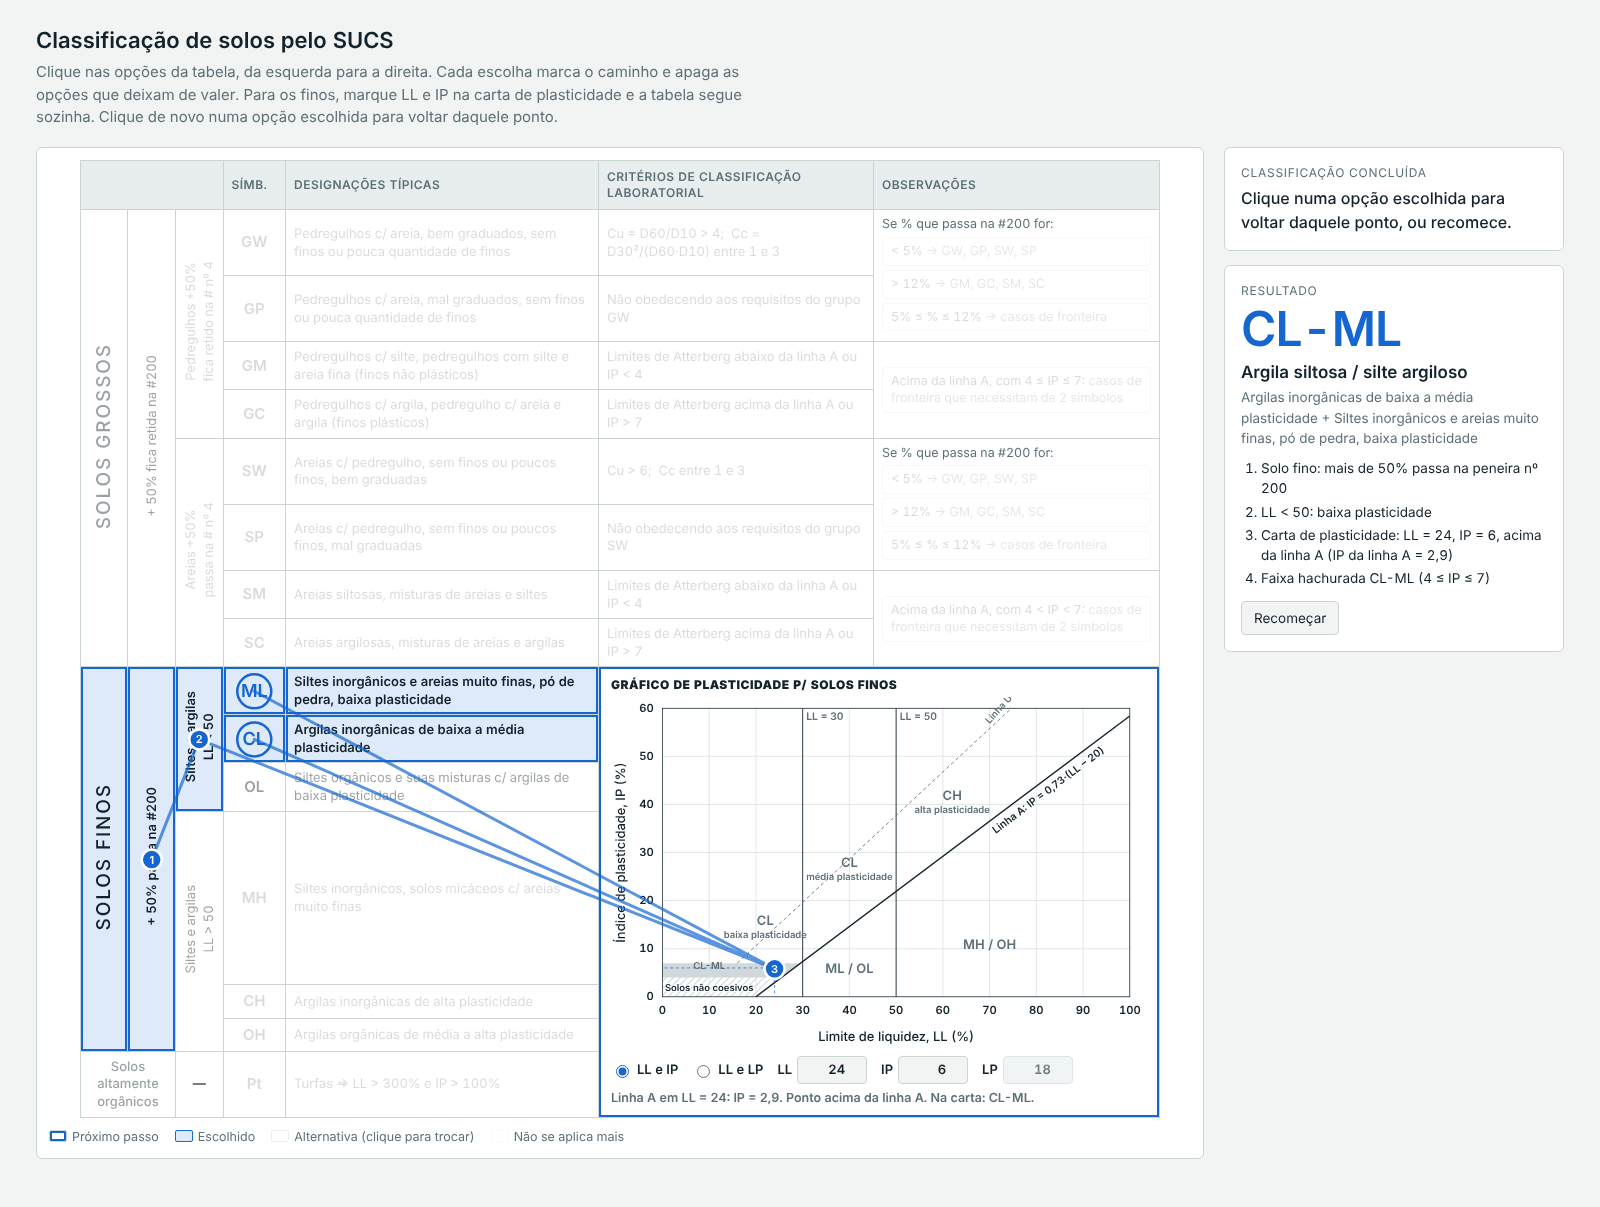 Classificação de solos pelo SUCS
Clique nas opções da tabela, da esquerda para a direita. Cada escolha marca o caminho e apaga as
opções que deixam de valer. Para os finos, marque LL e IP na carta de plasticidade e a tabela segue
sozinha. Clique de novo numa opção escolhida para voltar daquele ponto.
SÍMB.
DESIGNAÇÕES TÍPICAS
CRITÉRIOS DE CLASSIFICAÇÃO
LABORATORIAL
OBSERVAÇÕES
SOLOS GROSSOS
+ 50% fica retida na #200
Pedregulhos +50%
fica retido na # nº 4
GW
Pedregulhos c/ areia, bem graduados, sem
finos ou pouca quantidade de finos
Cu = D60/D10 > 4; Cc =
D30²/(D60·D10) entre 1 e 3
Se % que passa na #200 for:
< 5% → GW, GP, SW, SP
> 12% → GM, GC, SM, SC
5% ≤ % ≤ 12% → casos de fronteira
GP
Pedregulhos c/ areia, mal graduados, sem finos
ou pouca quantidade de finos
Não obedecendo aos requisitos do grupo
GW
GM
Pedregulhos c/ silte, pedregulhos com silte e
areia fina (finos não plásticos)
Limites de Atterberg abaixo da linha A ou
IP < 4
Acima da linha A, com 4 ≤ IP ≤ 7: casos de
fronteira que necessitam de 2 símbolos
GC
Pedregulhos c/ argila, pedregulho c/ areia e
argila (finos plásticos)
Limites de Atterberg acima da linha A ou
IP > 7
Areias +50%
passa na # nº 4
SW
Areias c/ pedregulho, sem finos ou poucos
finos, bem graduadas
Cu > 6; Cc entre 1 e 3
Se % que passa na #200 for:
< 5% → GW, GP, SW, SP
> 12% → GM, GC, SM, SC
5% ≤ % ≤ 12% → casos de fronteira
SP
Areias c/ pedregulho, sem finos ou poucos
finos, mal graduadas
Não obedecendo aos requisitos do grupo
SW
SM
Areias siltosas, misturas de areias e siltes
Limites de Atterberg abaixo da linha A ou
IP < 4
Acima da linha A, com 4 < IP < 7: casos de
fronteira que necessitam de 2 símbolos
SC
Areias argilosas, misturas de areias e argilas
Limites de Atterberg acima da linha A ou
IP > 7
SOLOS FINOS
+ 50% passa na #200
1
Siltes e argilas
LL < 50
2
ML
Siltes inorgânicos e areias muito finas, pó de
pedra, baixa plasticidade
CL
Argilas inorgânicas de baixa a média
plasticidade
OL
Siltes orgânicos e suas misturas c/ argilas de
baixa plasticidade
Siltes e argilas
LL > 50
MH
Siltes inorgânicos, solos micáceos c/ areias
muito finas
CH
Argilas inorgânicas de alta plasticidade
OH
Argilas orgânicas de média a alta plasticidade
Solos
altamente
orgânicos
—
Pt
Turfas ⇒ LL > 300% e IP > 100%
GRÁFICO DE PLASTICIDADE P/ SOLOS FINOS
Índice de plasticidade, IP (%)
60
50
40
30
20
10
0
LL = 30
LL = 50
Linha U
Linha A: IP = 0,73·(LL − 20)
CH
alta plasticidade
CL
média plasticidade
CL
baixa plasticidade
MH / OH
ML / OL
CL-ML
3
Solos não coesivos
0 10 20 30 40 50 60 70 80 90 100
Limite de liquidez, LL (%)
LL e IP LL e LP LL 24 IP 6 LP 18
Linha A em LL = 24: IP = 2,9. Ponto acima da linha A. Na carta: CL-ML.
Próximo passo Escolhido Alternativa (clique para trocar) Não se aplica mais
CLASSIFICAÇÃO CONCLUÍDA
Clique numa opção escolhida para
voltar daquele ponto, ou recomece.
RESULTADO
CL-ML
Argila siltosa / silte argiloso
Argilas inorgânicas de baixa a média
plasticidade + Siltes inorgânicos e areias muito
finas, pó de pedra, baixa plasticidade
1. Solo fino: mais de 50% passa na peneira nº
200
2. LL < 50: baixa plasticidade
3. Carta de plasticidade: LL = 24, IP = 6, acima
da linha A (IP da linha A = 2,9)
4. Faixa hachurada CL-ML (4 ≤ IP ≤ 7)
Recomeçar